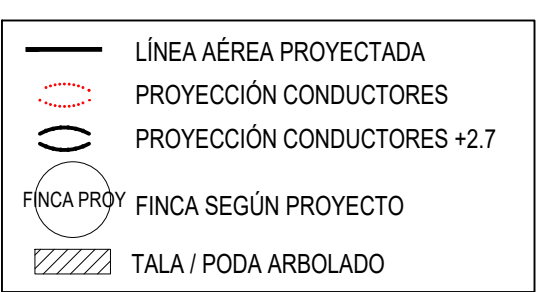 LÍNEA AÉREA PROYECTADA
PROYECCIÓN CONDUCTORES
PROYECCIÓN CONDUCTORES +2.7
FINCA PROY FINCA SEGÚN PROYECTO
TALA / PODA ARBOLADO